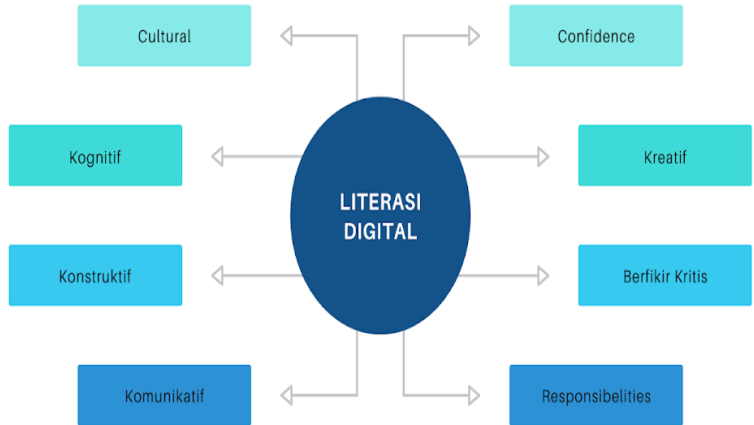 Cultural
Confidence
Kognitif
Kreatif
LITERASI
DIGITAL
Konstruktif
Berfikir Kritis
Komunikatif
Responsibelities